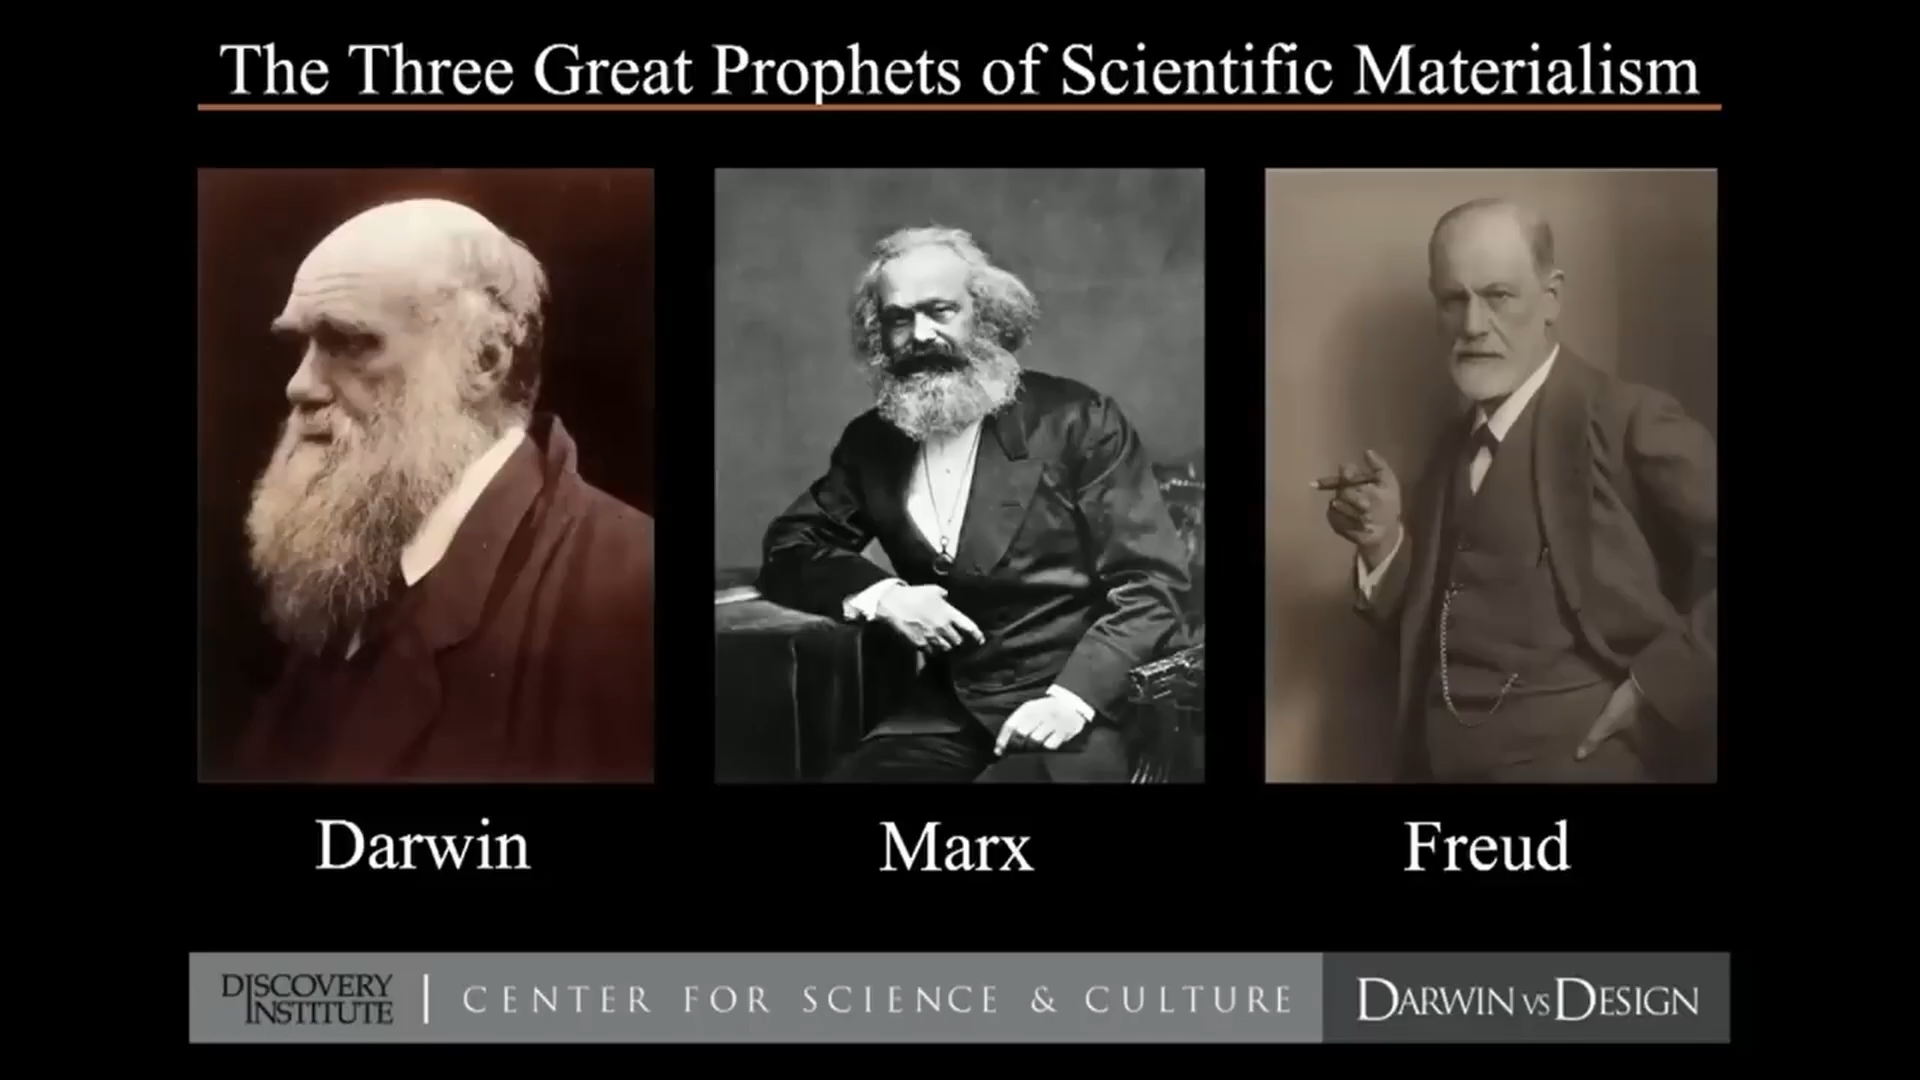 The Three Great Prophets of Scientific Materialism
Darwin
Marx
Freud
DISCOVERY
INSTITUTE
CENTER FOR SCIENCE & CULTURE
DARWIN VS DESIGN